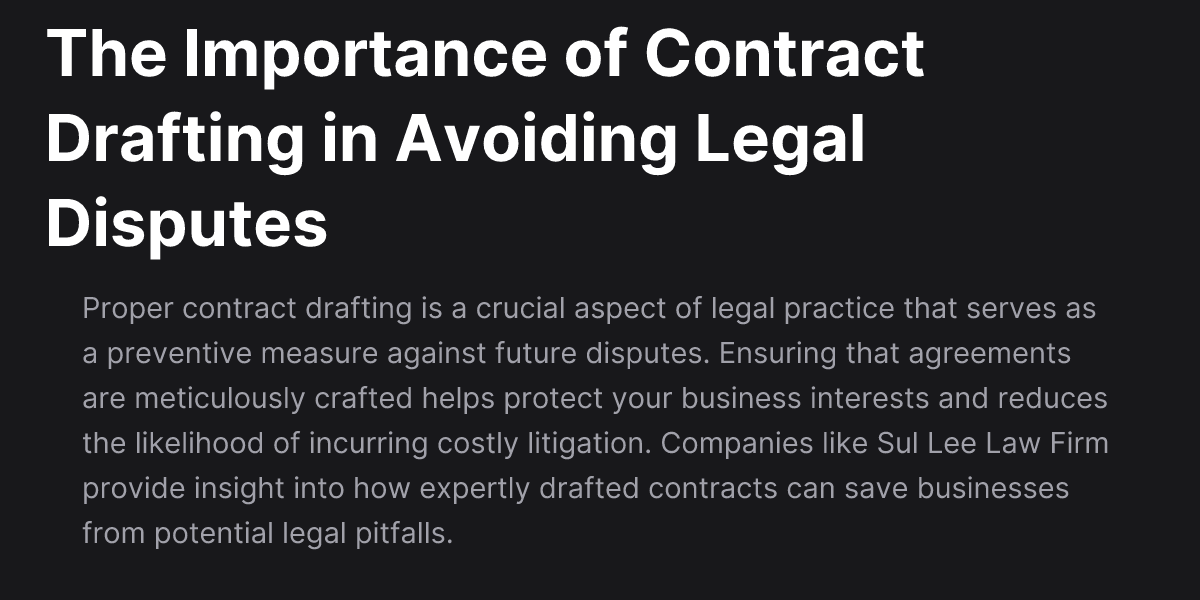 The Importance of Contract
Drafting in Avoiding Legal
Disputes
Proper contract drafting is a crucial aspect of legal practice that serves as
a preventive measure against future disputes. Ensuring that agreements
are meticulously crafted helps protect your business interests and reduces
the likelihood of incurring costly litigation. Companies like Sul Lee Law Firm
provide insight into how expertly drafted contracts can save businesses
from potential legal pitfalls.